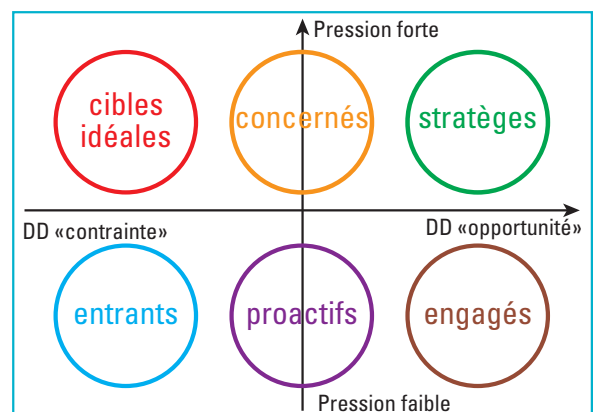 Pression forte
cibles
idéales
concernés
stratèges
DD «contrainte»
DD «opportunité»
entrants
proactifs
engagés
Pression faible